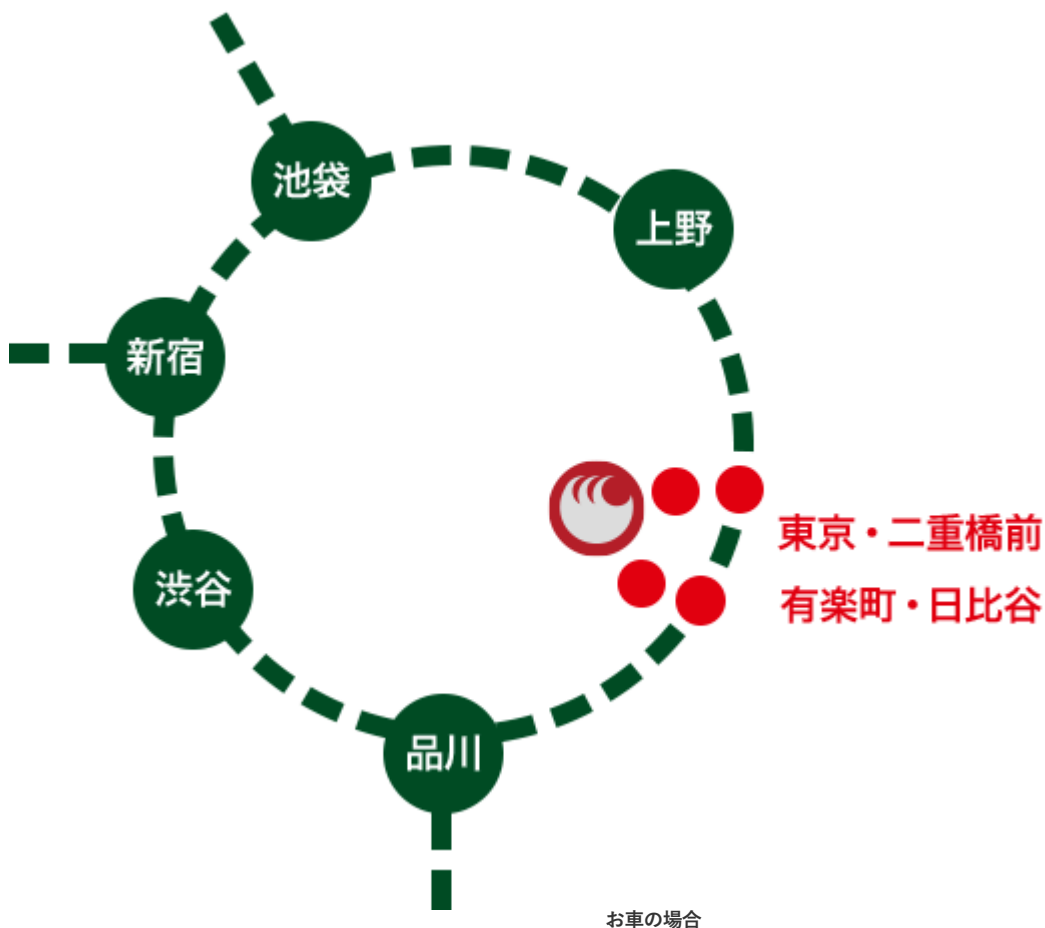 池袋
上野
新宿
東京・二重橋前
渋谷
有楽町・日比谷
品川
お車の場合